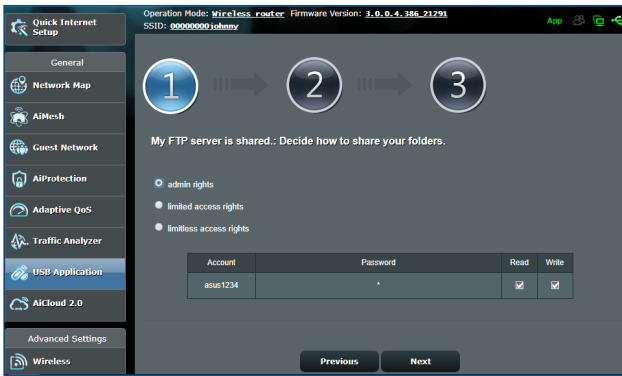 Quick Internet
Setup
Operation Mode: Wireless router Firmware Version: 3.0.0.4.386_21291
SSID: 00000000johnny
App
General
Network Map
AiMesh
Guest Network
AiProtection
Adaptive QoS
Traffic Analyzer
USB Application
AiCloud 2.0
Advanced Settings
Wireless
1 2 3
My FTP server is shared.: Decide how to share your folders.
admin rights
limited access rights
limitless access rights
Account Password Read Write
asus1234 *
Previous Next